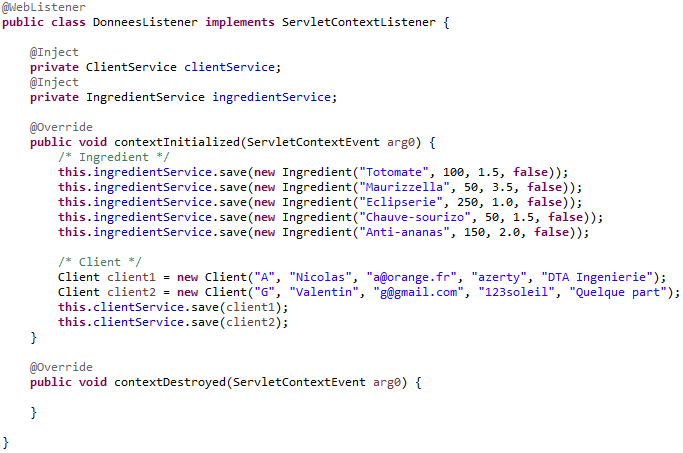 @WebListener
public class DonneesListener implements ServletContextListener {
@Inject
private ClientService clientService;
@Inject
private IngredientService ingredientService;
@Override
public void contextInitialized(ServletContextEvent arg0) {
/* Ingredient */
this.ingredientService.save(new Ingredient("Totomate", 100, 1.5, false));
this.ingredientService.save(new Ingredient("Maurizzella", 50, 3.5, false));
this.ingredientService.save(new Ingredient("Eclipserie", 250, 1.0, false));
this.ingredientService.save(new Ingredient("Chauve-sourizo", 50, 1.5, false));
this.ingredientService.save(new Ingredient("Anti-ananas", 150, 2.0, false));
/* Client */
Client client1 = new Client("A", "Nicolas", "a@orange.fr", "azerty", "DTA Ingenierie");
Client client2 = new Client("G", "Valentin", "g@gmail.com", "123soleil", "Quelque part");
this.clientService.save(client1);
this.clientService.save(client2);
}
@Override
public void contextDestroyed(ServletContextEvent arg0) {
}
}